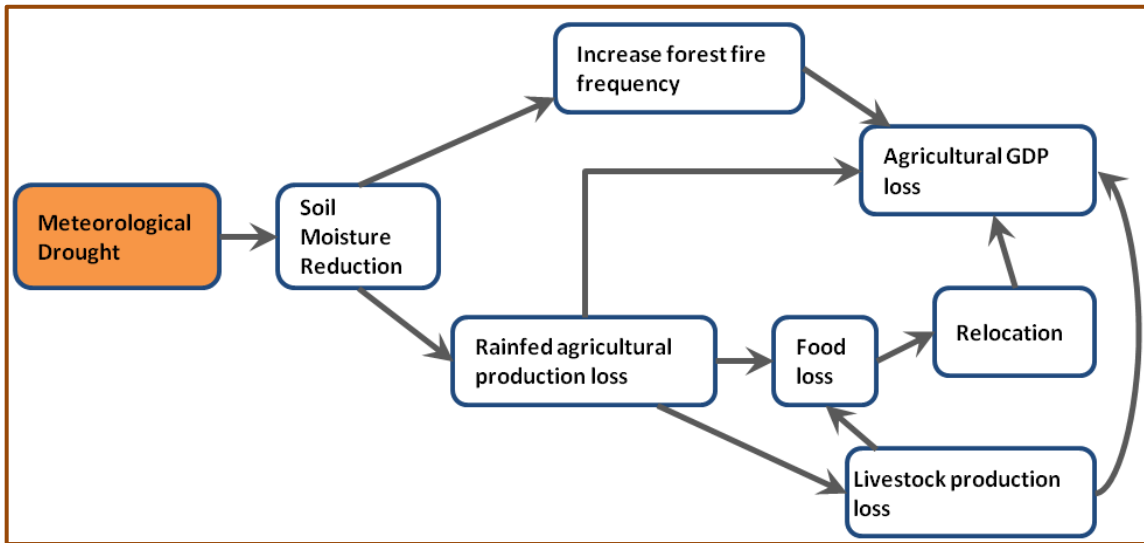 Increase forest fire
frequency
Agricultural GDP
loss
Meteorological
Drought
Soil
Moisture
Reduction
Rainfed agricultural
production loss
Food
loss
Relocation
Livestock production
loss